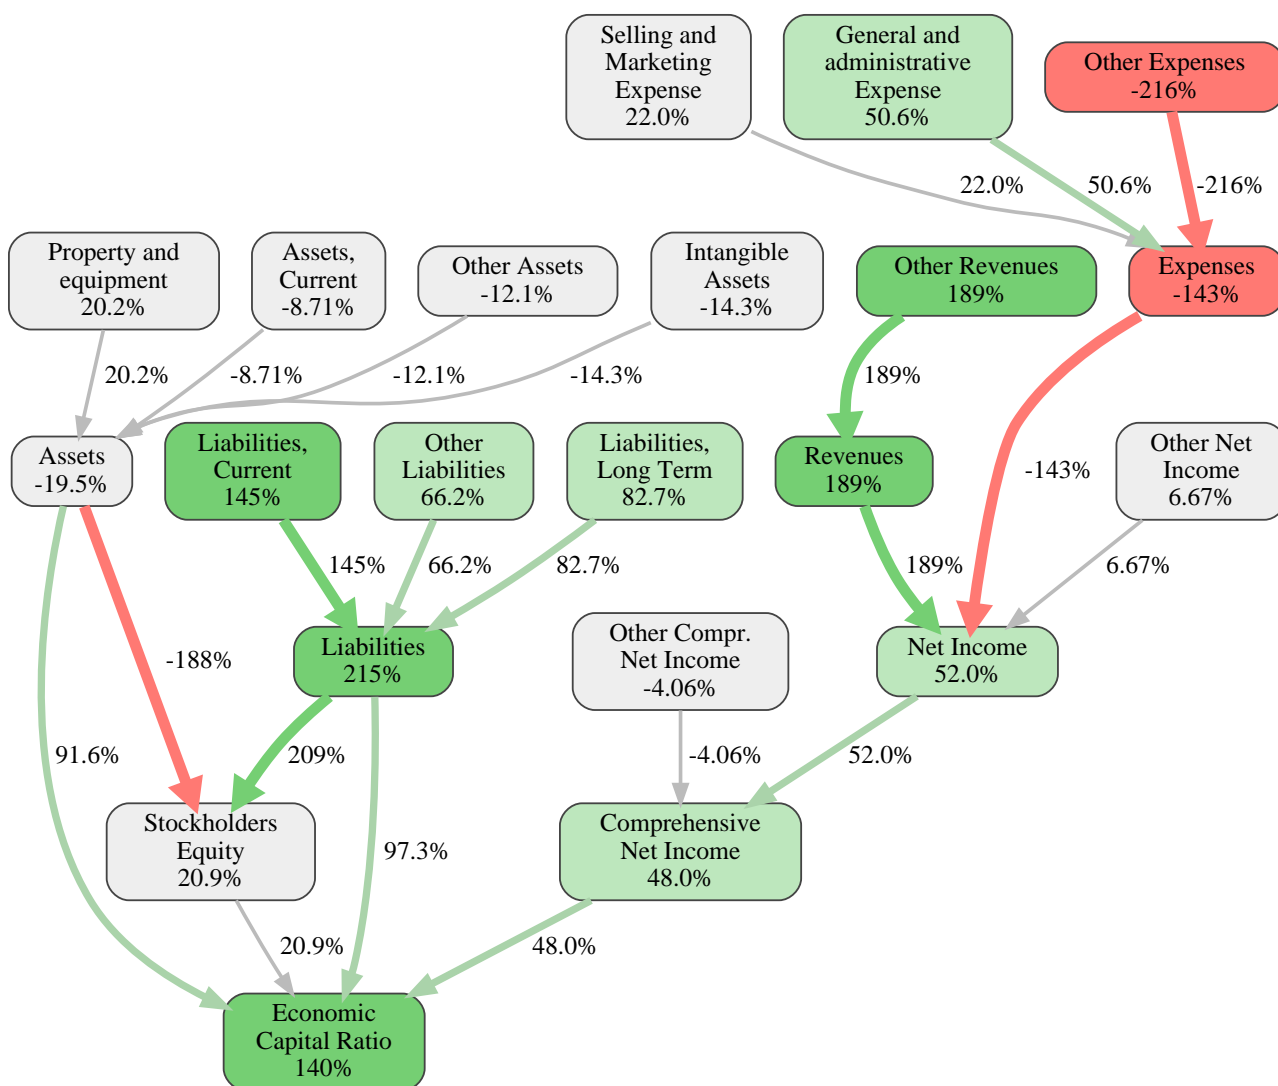 Selling and
Marketing
Expense
22.0%
General and
administrative
Expense
50.6%
Other Expenses
-216%
22.0%
50.6%
-216%
Property and
equipment
20.2%
Assets,
Current
-8.71%
Other Assets
-12.1%
Intangible
Assets
-14.3%
Other Revenues
189%
Expenses
-143%
20.2%
-8.71%
-12.1%
-14.3%
189%
Assets
-19.5%
Liabilities,
Current
145%
Other
Liabilities
66.2%
Liabilities,
Long Term
82.7%
Revenues
189%
-143%
Other Net
Income
6.67%
145%
66.2%
82.7%
189%
6.67%
-188%
Liabilities
215%
Other Compr.
Net Income
-4.06%
Net Income
52.0%
91.6%
209%
-4.06%
52.0%
Stockholders
Equity
20.9%
97.3%
Comprehensive
Net Income
48.0%
20.9%
48.0%
Economic
Capital Ratio
140%